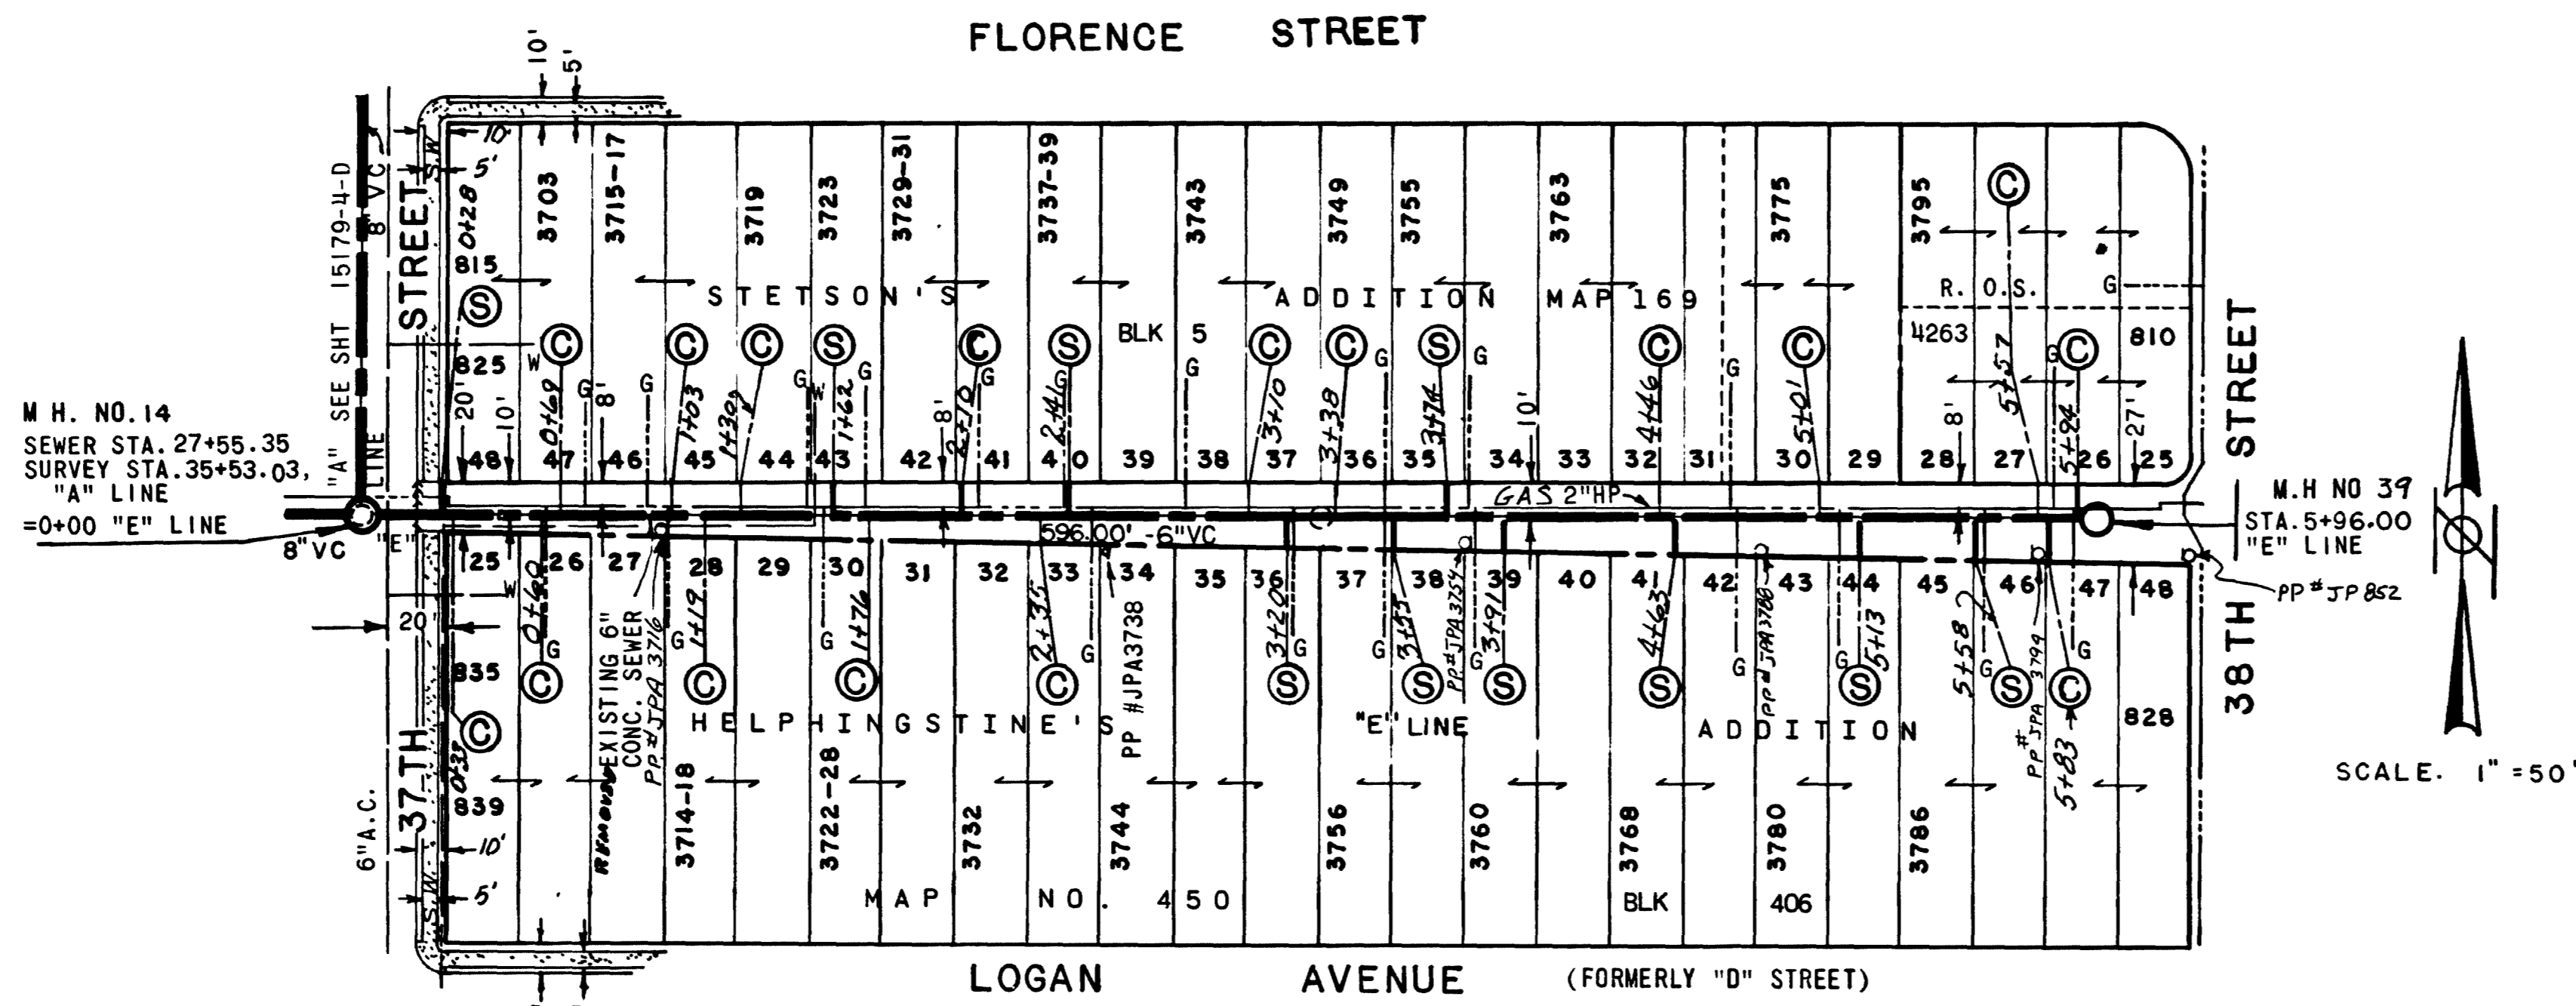 FLORENCE STREET
10'
5'
10'
5'
S.W.
8" VC
"A" LINE
SEE SHT 15179-4-D
37TH STREET
0+28
815
825
3703
3715-17
3719
3723
3729-31
3737-39
3743
3749
3755
3763
3775
3795
STETSON'S ADDITION MAP 169
BLK 5
R. O.S.
4263
G
810
S
C
C
C
S
C
S
C
C
S
C
C
C
C
W
G
G
G
W
G
G
G
G
G
G
G
20'
10'
8'
8'
10'
8'
27'
0+69
1+03
1+30
1+62
2+10
2+46
3+10
3+38
3+74
4+46
5+01
5+57
5+94
48 47 46 45 44 43 42 41 40 39 38 37 36 35 34 33 32 31 30 29 28 27 26 25
M H. NO. 14
SEWER STA. 27+55.35
SURVEY STA. 35+53.03,
"A" LINE
=0+00 "E" LINE
8" VC
"E"
GAS 2"HP
596.00' - 6"VC
M.H NO 39
STA. 5+96.00
"E" LINE
PP # JP 852
38TH STREET
25 26 27 28 29 30 31 32 33 34 35 36 37 38 39 40 41 42 43 44 45 46 47 48
W
20'
0+69
1+19
1+76
2+35
3+20
3+55
3+91
4+63
5+13
5+58
5+83
0+33
G
G
G
G
G
G
G
G
G
G
G
835
839
828
C
C
C
C
C
S
S
S
S
S
S
C
EXISTING 6"
CONC. SEWER
REMOVED
PP # JPA 3716
PP #JPA3738
PP # JPA 3754
PP # JPA 3780
PP # JPA 3794
HELPHINGSTINE'S "E" LINE ADDITION
3714-18
3722-28
3732
3744
3756
3760
3768
3780
3786
MAP NO. 450
BLK 406
6" A.C.
10'
5'
S.W.
LOGAN AVENUE (FORMERLY "D" STREET)
SCALE. 1" = 50'